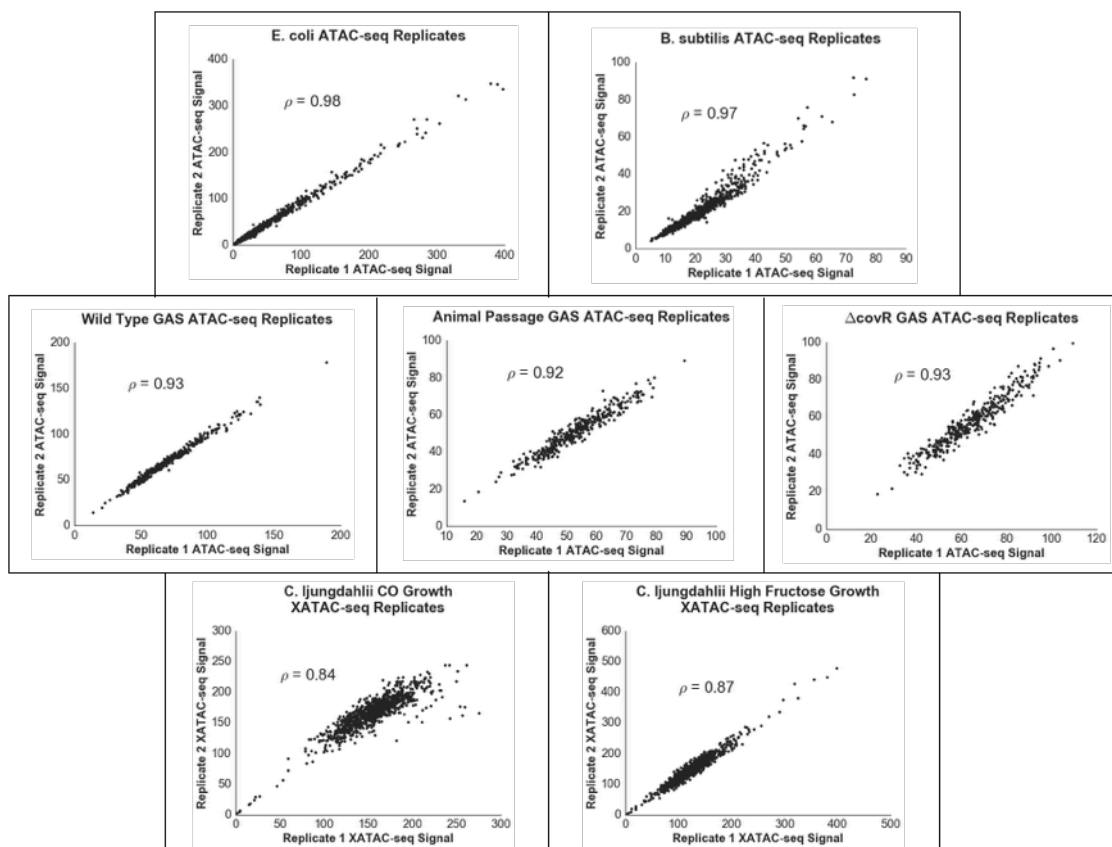 E. coli ATAC-seq Replicates
400
300
200
100
0
0 100 200 300 400
ρ = 0.98
Replicate 2 ATAC-seq Signal
Replicate 1 ATAC-seq Signal
B. subtilis ATAC-seq Replicates
100
80
60
40
20
0
0 10 20 30 40 50 60 70 80 90
ρ = 0.97
Replicate 2 ATAC-seq Signal
Replicate 1 ATAC-seq Signal
Wild Type GAS ATAC-seq Replicates
200
150
100
50
0
0 50 100 150 200
ρ = 0.93
Replicate 2 ATAC-seq Signal
Replicate 1 ATAC-seq Signal
Animal Passage GAS ATAC-seq Replicates
100
80
60
40
20
0
10 20 30 40 50 60 70 80 90 100
ρ = 0.92
Replicate 2 ATAC-seq Signal
Replicate 1 ATAC-seq Signal
ΔcovR GAS ATAC-seq Replicates
100
80
60
40
20
0
0 20 40 60 80 100 120
ρ = 0.93
Replicate 2 ATAC-seq Signal
Replicate 1 ATAC-seq Signal
C. ljungdahlii CO Growth
XATAC-seq Replicates
300
250
200
150
100
50
0
0 50 100 150 200 250 300
ρ = 0.84
Replicate 2 XATAC-seq Signal
Replicate 1 XATAC-seq Signal
C. ljungdahlii High Fructose Growth
XATAC-seq Replicates
600
500
400
300
200
100
0
0 100 200 300 400 500
ρ = 0.87
Replicate 2 XATAC-seq Signal
Replicate 1 XATAC-seq Signal